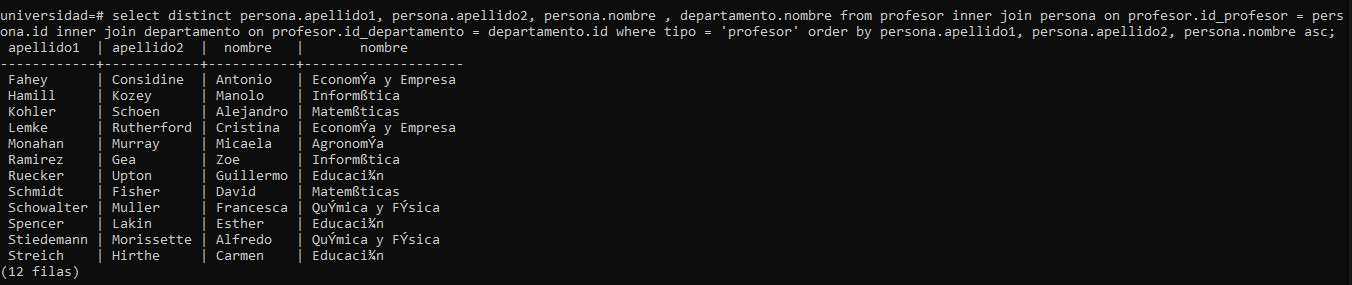 universidad=# select distinct persona.apellido1, persona.apellido2, persona.nombre , departamento.nombre from profesor inner join persona on profesor.id_profesor = pers
ona.id inner join departamento on profesor.id_departamento = departamento.id where tipo = 'profesor' order by persona.apellido1, persona.apellido2, persona.nombre asc;
 apellido1  | apellido2  |  nombre   |       nombre
------------+------------+-----------+--------------------
 Fahey      | Considine  | Antonio   | EconomÝa y Empresa
 Hamill     | Kozey      | Manolo    | Informßtica
 Kohler     | Schoen     | Alejandro | Matemßticas
 Lemke      | Rutherford | Cristina  | EconomÝa y Empresa
 Monahan    | Murray     | Micaela   | AgronomÝa
 Ramirez    | Gea        | Zoe       | Informßtica
 Ruecker    | Upton      | Guillermo | Educaci¾n
 Schmidt    | Fisher     | David     | Matemßticas
 Schowalter | Muller     | Francesca | QuÝmica y FÝsica
 Spencer    | Lakin      | Esther    | Educaci¾n
 Stiedemann | Morissette | Alfredo   | QuÝmica y FÝsica
 Streich    | Hirthe     | Carmen    | Educaci¾n
(12 filas)